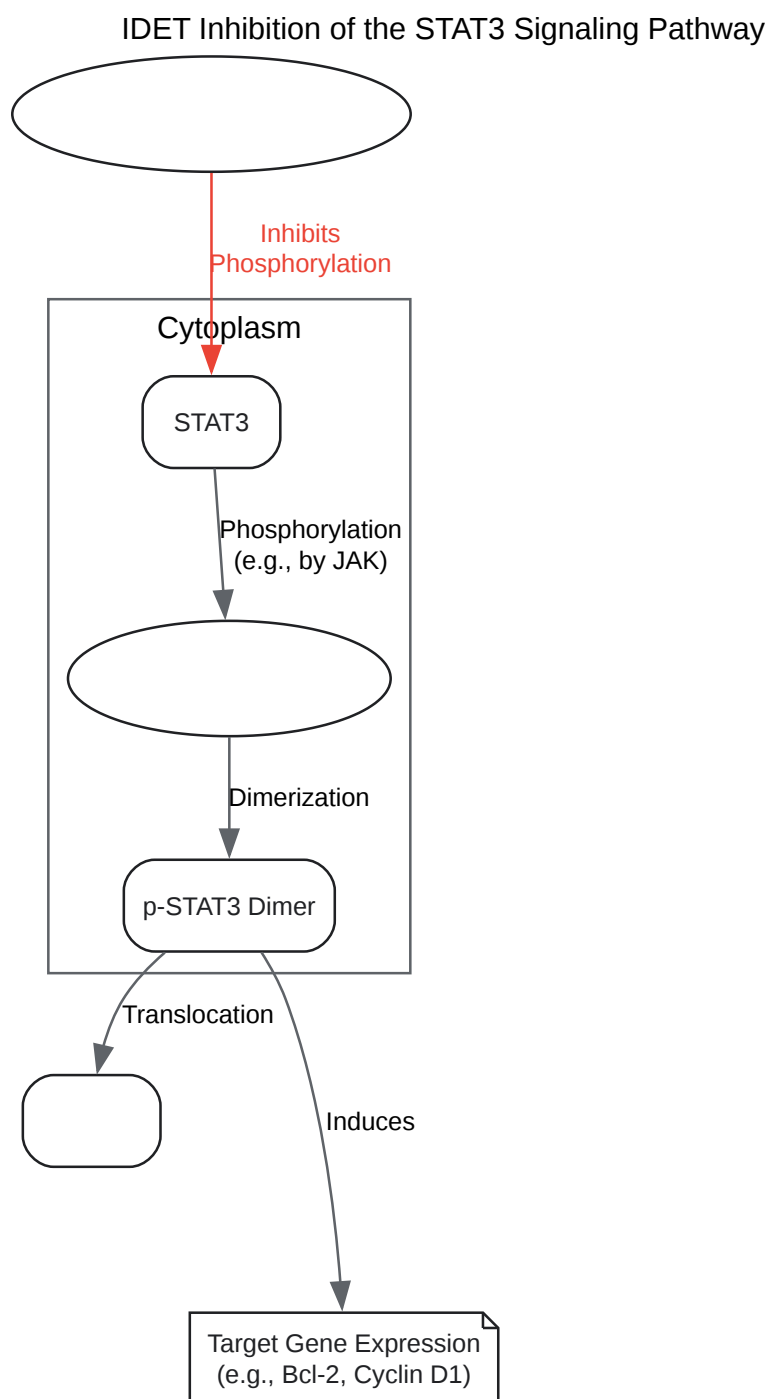 IDET Inhibition of the STAT3 Signaling Pathway
Inhibits
Phosphorylation
Cytoplasm
STAT3
Phosphorylation
(e.g., by JAK)
Dimerization
p-STAT3 Dimer
Translocation
Induces
Target Gene Expression
(e.g., Bcl-2, Cyclin D1)